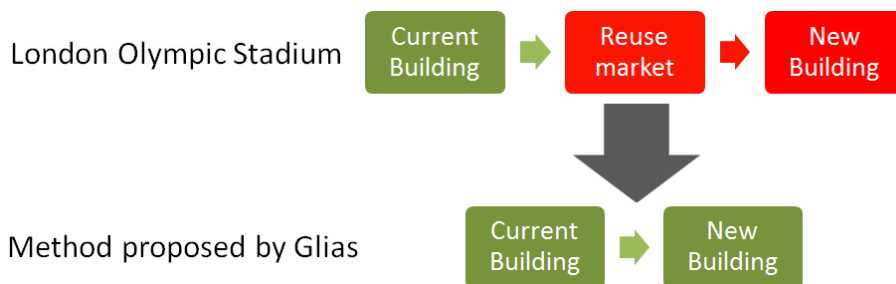 London Olympic Stadium
Current
Building
Reuse
market
New
Building
Method proposed by Glias
Current
Building
New
Building